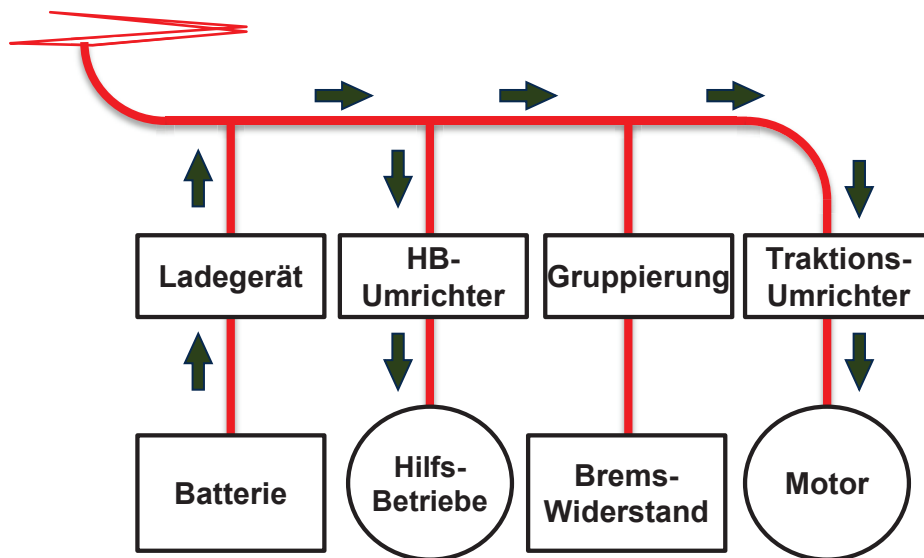 Ladegerät
HB-
Umrichter
Gruppierung
Traktions-
Umrichter
Batterie
Hilfs-
Betriebe
Brems-
Widerstand
Motor